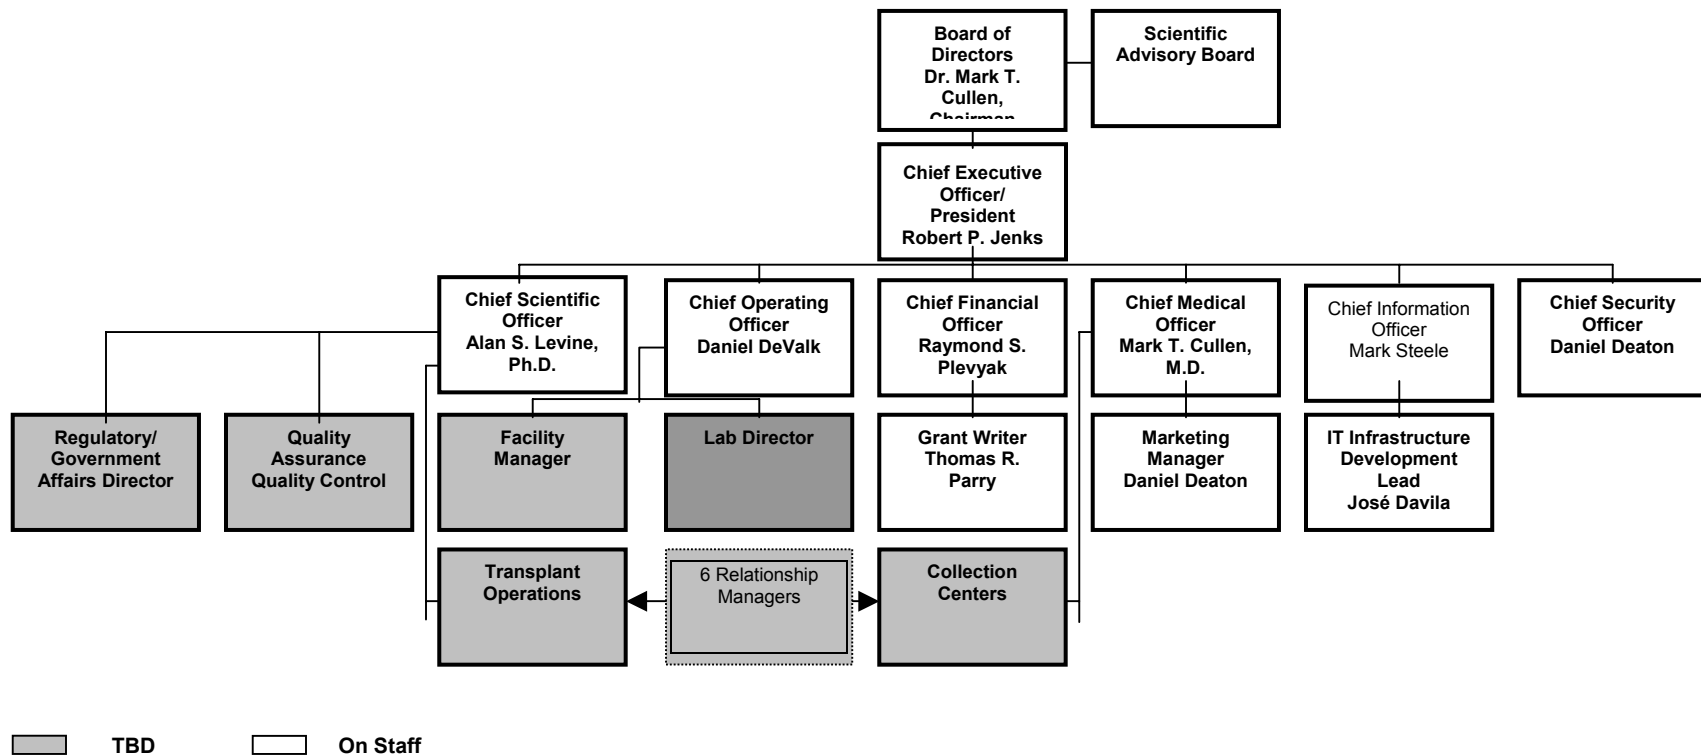 Board of
Directors
Dr. Mark T.
Cullen,
Chairman
Scientific
Advisory Board
Chief Executive
Officer/
President
Robert P. Jenks
Chief Scientific
Officer
Alan S. Levine,
Ph.D.
Chief Operating
Officer
Daniel DeValk
Chief Financial
Officer
Raymond S.
Plevyak
Chief Medical
Officer
Mark T. Cullen,
M.D.
Chief Information
Officer
Mark Steele
Chief Security
Officer
Daniel Deaton
Regulatory/
Government
Affairs Director
Quality
Assurance
Quality Control
Facility
Manager
Lab Director
Grant Writer
Thomas R.
Parry
Marketing
Manager
Daniel Deaton
IT Infrastructure
Development
Lead
José Davila
Transplant
Operations
6 Relationship
Managers
Collection
Centers
TBD
On Staff